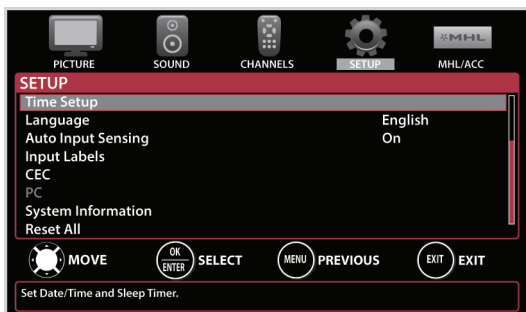 MHL
PICTURE SOUND CHANNELS SETUP MHL/ACC
SETUP
Time Setup
Language English
Auto Input Sensing On
Input Labels
CEC
PC
System Information
Reset All
MOVE OK ENTER SELECT MENU PREVIOUS EXIT EXIT
Set Date/Time and Sleep Timer.